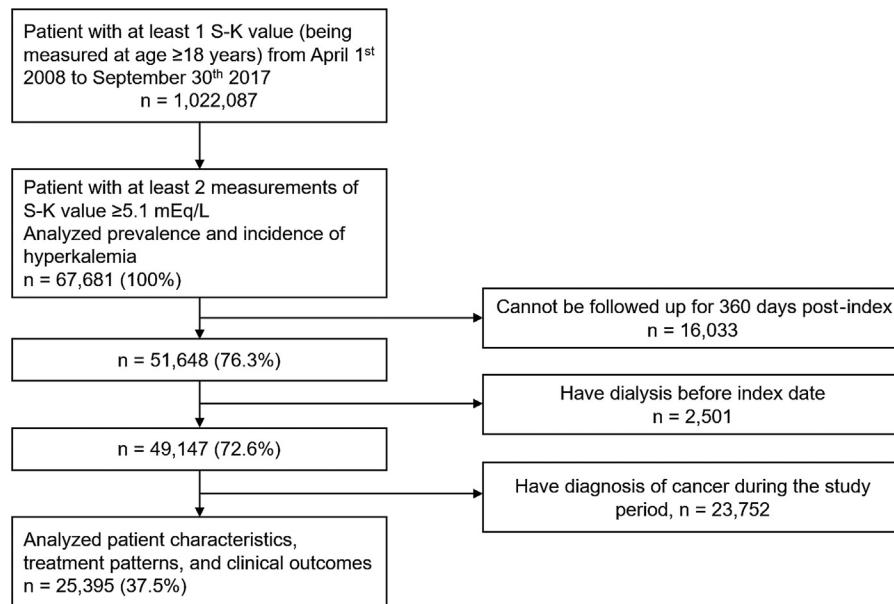 Patient with at least 1 S-K value (being
measured at age ≥18 years) from April 1st
2008 to September 30th 2017
n = 1,022,087
Patient with at least 2 measurements of
S-K value ≥5.1 mEq/L
Analyzed prevalence and incidence of
hyperkalemia
n = 67,681 (100%)
Cannot be followed up for 360 days post-index
n = 16,033
n = 51,648 (76.3%)
Have dialysis before index date
n = 2,501
n = 49,147 (72.6%)
Have diagnosis of cancer during the study
period, n = 23,752
Analyzed patient characteristics,
treatment patterns, and clinical outcomes
n = 25,395 (37.5%)